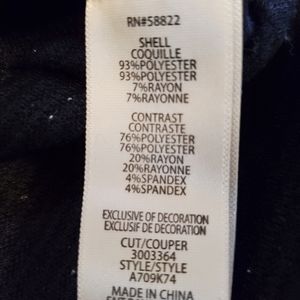 RN#58822
SHELL
COQUILLE
93%POLYESTER
93%POLYESTER
7%RAYON
7%RAYONNE
CONTRAST
CONTRASTE
76%POLYESTER
76%POLYESTER
20%RAYON
20%RAYONNE
4%SPANDEX
4%SPANDEX
EXCLUSIVE OF DECORATION
EXCLUSIF DE DECORATION
CUT/COUPER
3003364
STYLE/STYLE
A709K74
MADE IN CHINA